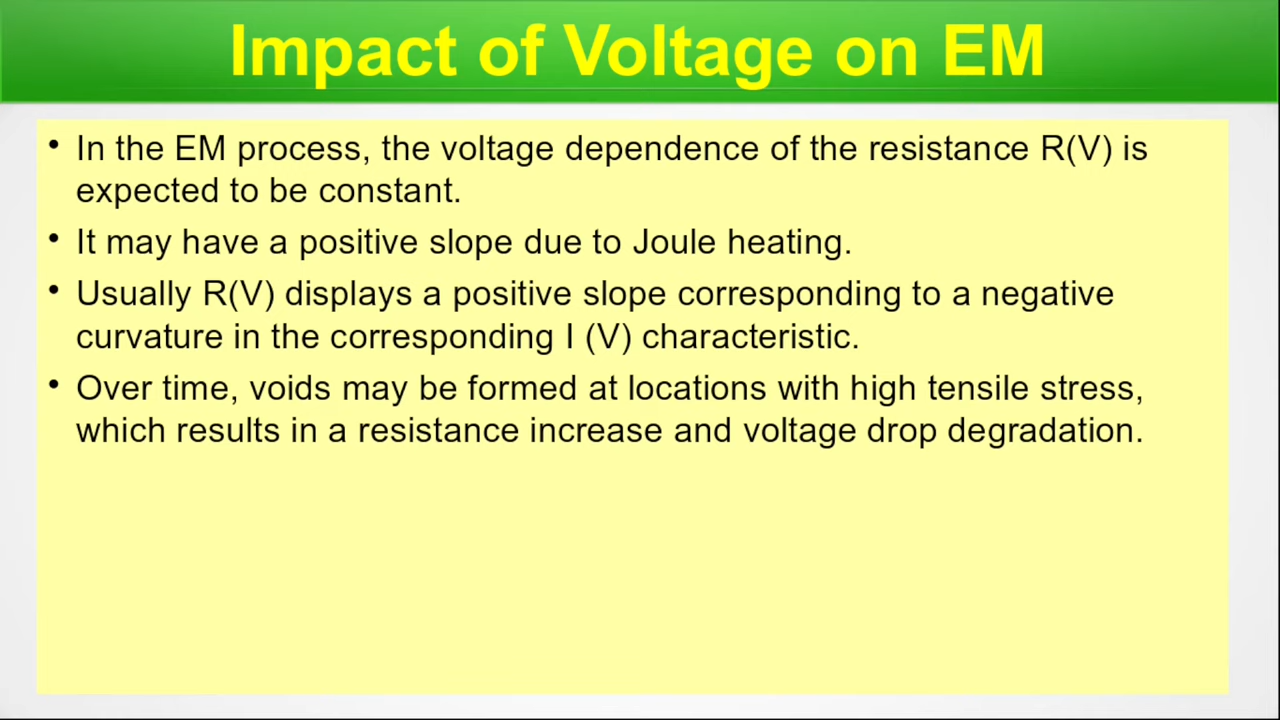 Impact of Voltage on EM
• In the EM process, the voltage dependence of the resistance R(V) is
expected to be constant.
• It may have a positive slope due to Joule heating.
• Usually R(V) displays a positive slope corresponding to a negative
curvature in the corresponding I (V) characteristic.
• Over time, voids may be formed at locations with high tensile stress,
which results in a resistance increase and voltage drop degradation.